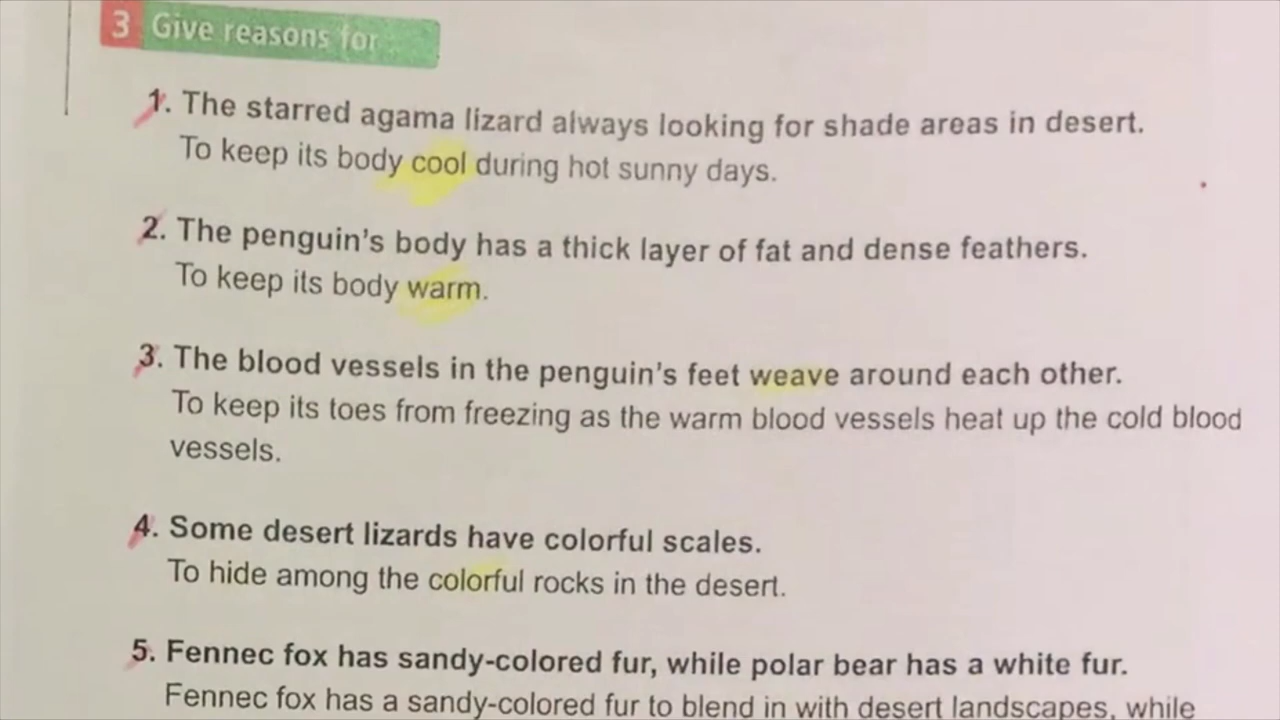 3 Give reasons for
1. The starred agama lizard always looking for shade areas in desert.
To keep its body cool during hot sunny days.
2. The penguin's body has a thick layer of fat and dense feathers.
To keep its body warm.
3. The blood vessels in the penguin's feet weave around each other.
To keep its toes from freezing as the warm blood vessels heat up the cold blood
vessels.
4. Some desert lizards have colorful scales.
To hide among the colorful rocks in the desert.
5. Fennec fox has sandy-colored fur, while polar bear has a white fur.
Fennec fox has a sandy-colored fur to blend in with desert landscapes, while